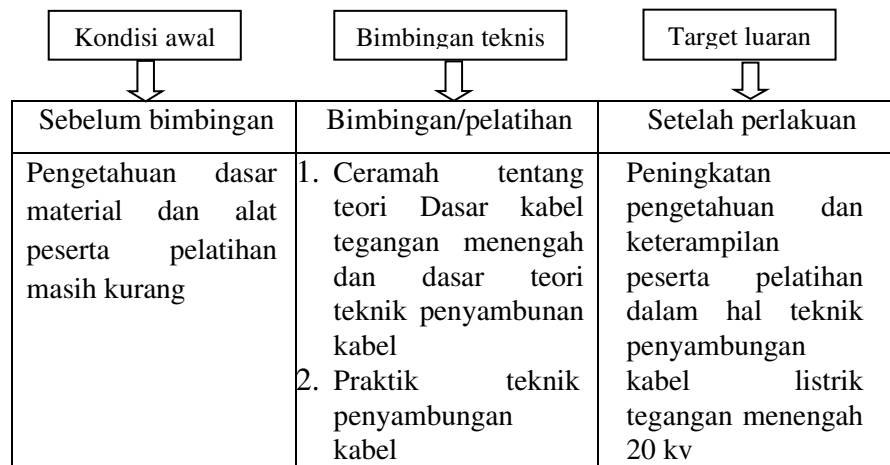 Kondisi awal
Bimbingan teknis
Target luaran
Sebelum bimbingan
Bimbingan/pelatihan
Setelah perlakuan
Pengetahuan dasar
material dan alat
peserta pelatihan
masih kurang
1. Ceramah tentang
teori Dasar kabel
tegangan menengah
dan dasar teori
teknik penyambunan
kabel
2. Praktik teknik
penyambungan
kabel
Peningkatan
pengetahuan dan
keterampilan
peserta pelatihan
dalam hal teknik
penyambungan
kabel listrik
tegangan menengah
20 kv